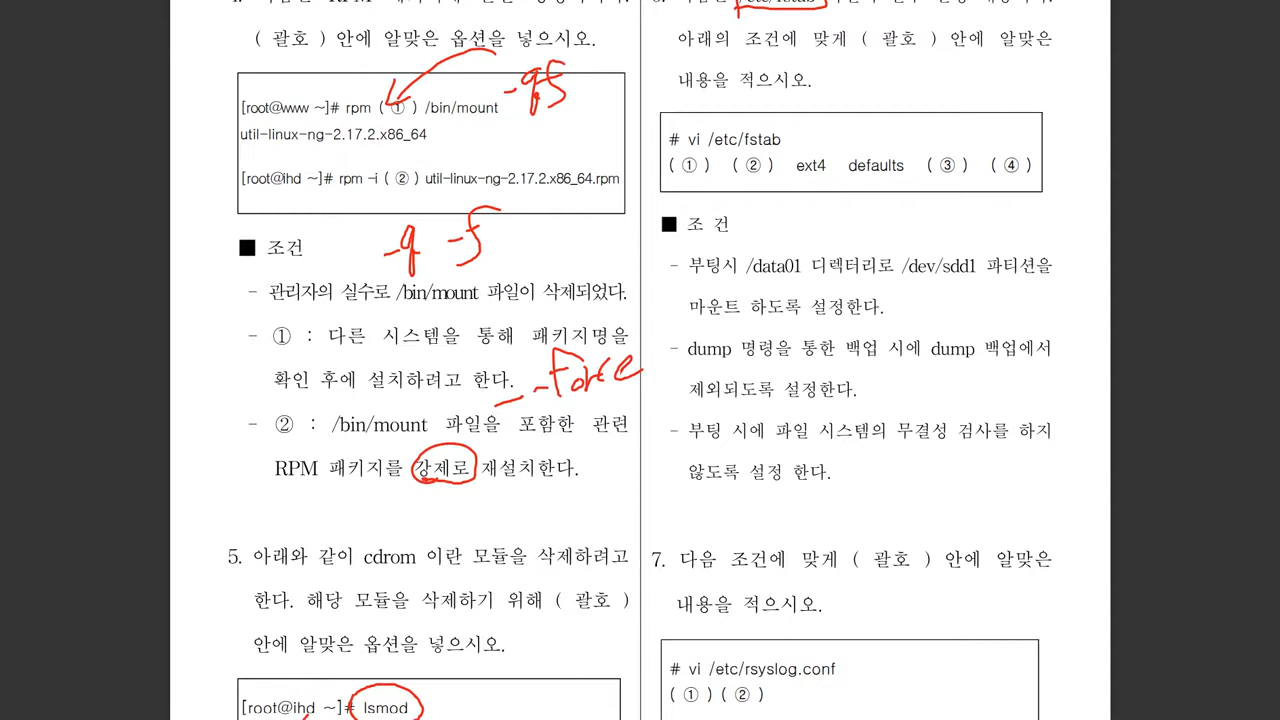 ( 괄호 ) 안에 알맞은 옵션을 넣으시오.
[root@www ~]# rpm ( ① ) /bin/mount
-qf
util-linux-ng-2.17.2.x86_64
[root@ihd ~]# rpm -i ( ② ) util-linux-ng-2.17.2.x86_64.rpm
-q -f
■ 조건
- 관리자의 실수로 /bin/mount 파일이 삭제되었다.
- ① : 다른 시스템을 통해 패키지명을
확인 후에 설치하려고 한다.
--Force
- ② : /bin/mount 파일을 포함한 관련
RPM 패키지를 강제로 재설치한다.
5. 아래와 같이 cdrom 이란 모듈을 삭제하려고
한다. 해당 모듈을 삭제하기 위해 ( 괄호 )
안에 알맞은 옵션을 넣으시오.
[root@ihd ~]# lsmod
아래의 조건에 맞게 ( 괄호 ) 안에 알맞은
내용을 적으시오.
# vi /etc/fstab
( ① ) ( ② ) ext4 defaults ( ③ ) ( ④ )
■ 조 건
- 부팅시 /data01 디렉터리로 /dev/sdd1 파티션을
마운트 하도록 설정한다.
- dump 명령을 통한 백업 시에 dump 백업에서
제외되도록 설정한다.
- 부팅 시에 파일 시스템의 무결성 검사를 하지
않도록 설정 한다.
7. 다음 조건에 맞게 ( 괄호 ) 안에 알맞은
내용을 적으시오.
# vi /etc/rsyslog.conf
( ① ) ( ② )